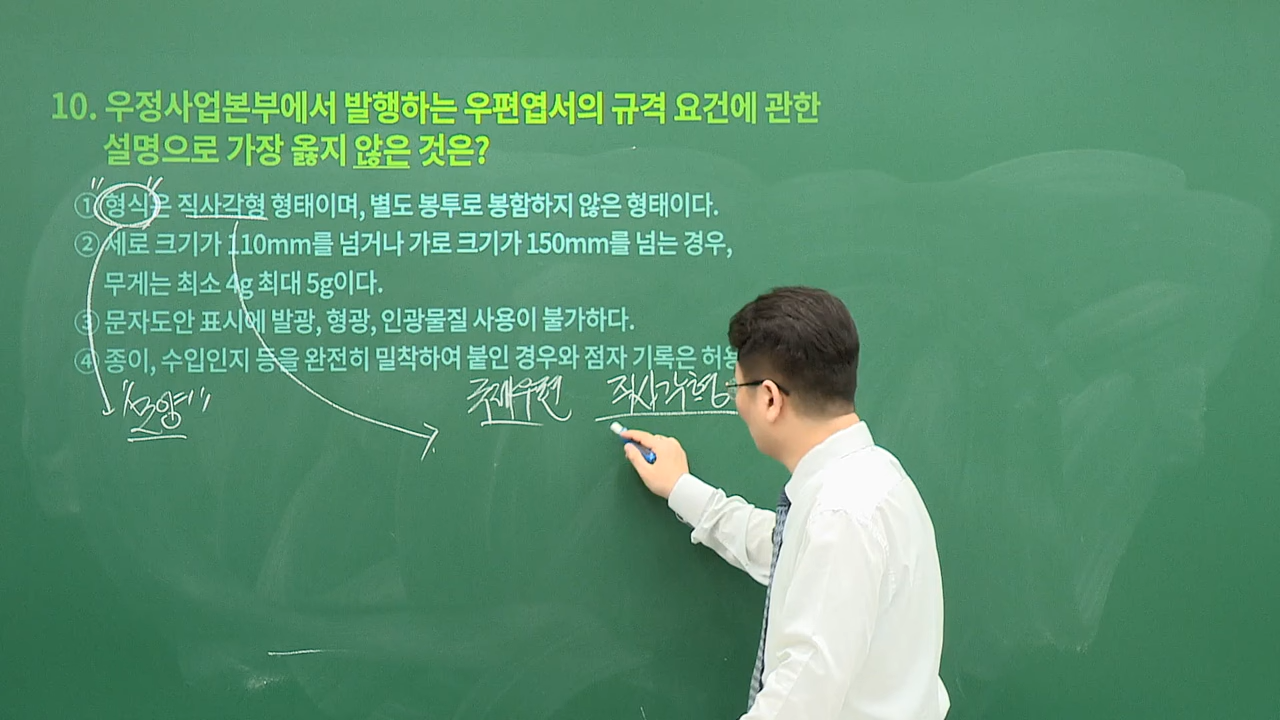 10. 우정사업본부에서 발행하는 우편엽서의 규격 요건에 관한
설명으로 가장 옳지 않은 것은?
① "형식"은 직사각형 형태이며, 별도 봉투로 봉함하지 않은 형태이다.
② 세로 크기가 110mm를 넘거나 가로 크기가 150mm를 넘는 경우,
무게는 최소 4g 최대 5g이다.
③ 문자도안 표시에 발광, 형광, 인광물질 사용이 불가하다.
④ 종이, 수입인지 등을 완전히 밀착하여 붙인 경우와 점자 기록은 허용
"모양" 국제우편 직사각형